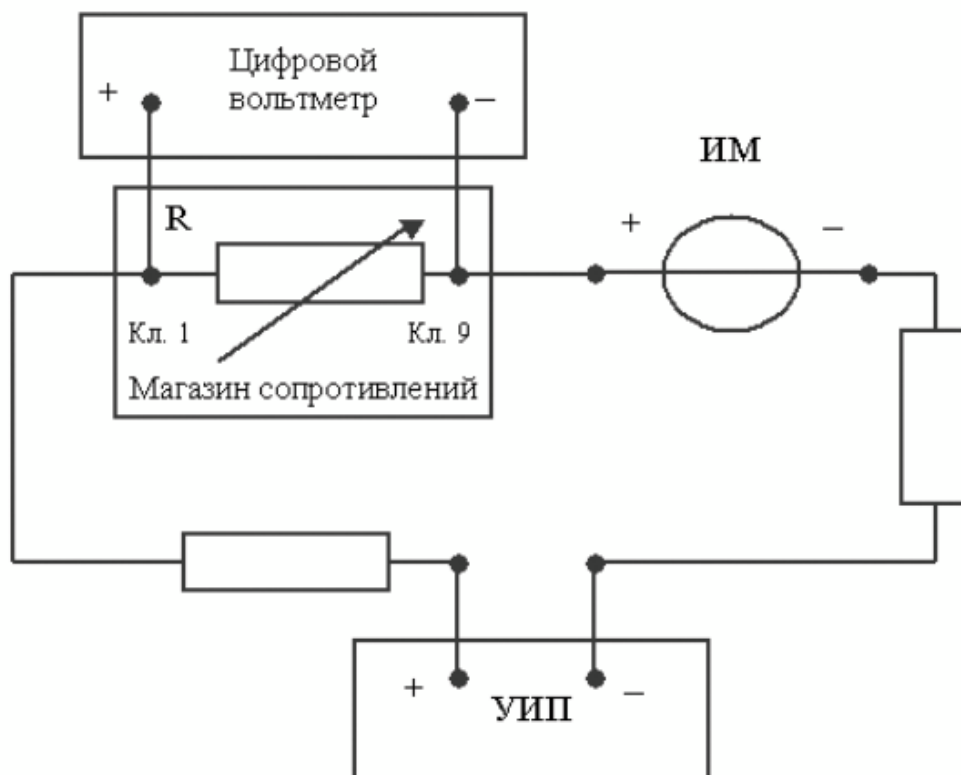 Цифровой
+ вольтметр –
ИМ
+ –
R
Кл. 1 Кл. 9
Магазин сопротивлений
+ УИП –